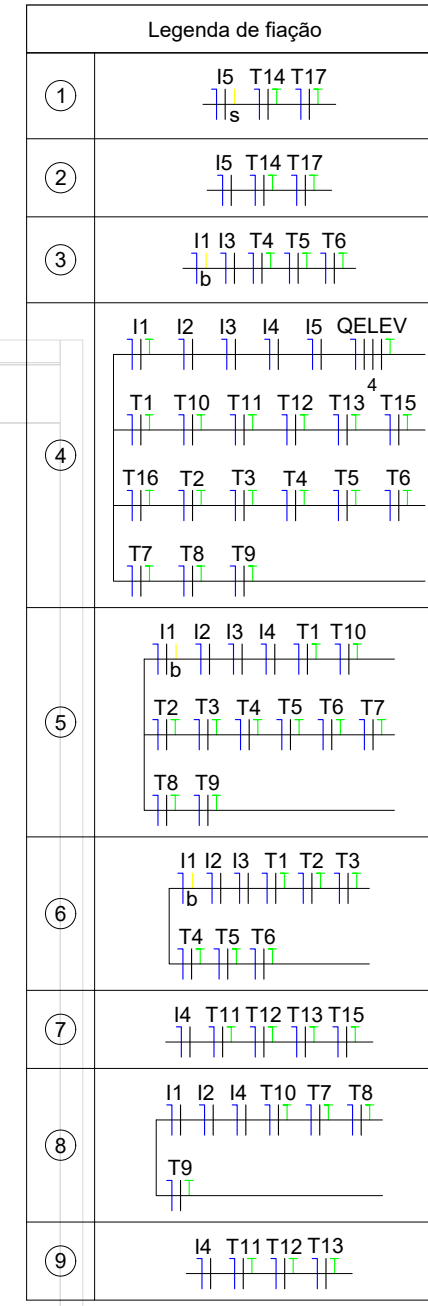 Legenda de fiação
1
I5 T14 T17
s
2
I5 T14 T17
3
I1 I3 T4 T5 T6
b
4
I1 I2 I3 I4 I5 QELEV
4
T1 T10 T11 T12 T13 T15
T16 T2 T3 T4 T5 T6
T7 T8 T9
5
I1 I2 I3 I4 T1 T10
b
T2 T3 T4 T5 T6 T7
T8 T9
6
I1 I2 I3 T1 T2 T3
b
T4 T5 T6
7
I4 T11 T12 T13 T15
8
I1 I2 I4 T10 T7 T8
T9
9
I4 T11 T12 T13